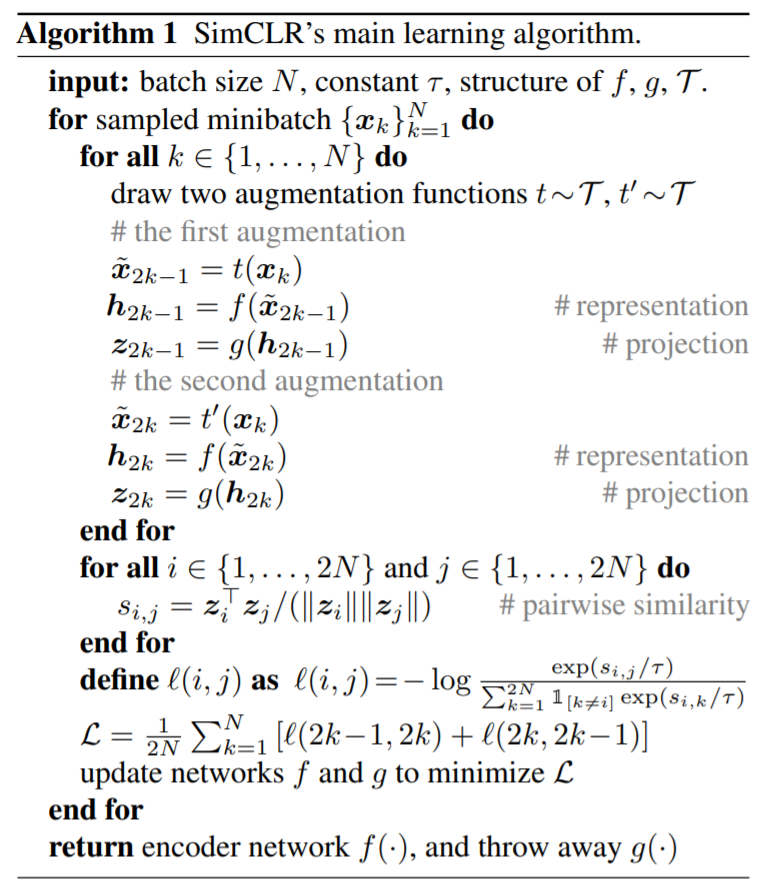 Algorithm 1 SimCLR's main learning algorithm.
input: batch size N, constant τ, structure of f, g, 𝒯.
for sampled minibatch {x_k}_{k=1}^N do
for all k ∈ {1, . . . , N} do
draw two augmentation functions t ∼ 𝒯, t′ ∼ 𝒯
# the first augmentation
x̃_{2k−1} = t(x_k)
h_{2k−1} = f(x̃_{2k−1}) # representation
z_{2k−1} = g(h_{2k−1}) # projection
# the second augmentation
x̃_{2k} = t′(x_k)
h_{2k} = f(x̃_{2k}) # representation
z_{2k} = g(h_{2k}) # projection
end for
for all i ∈ {1, . . . , 2N} and j ∈ {1, . . . , 2N} do
s_{i,j} = z_i^⊤ z_j/(‖z_i‖‖z_j‖) # pairwise similarity
end for
define ℓ(i, j) as ℓ(i, j) = − log \frac{exp(s_{i,j}/τ)}{∑_{k=1}^{2N} 𝟙_{[k≠i]} exp(s_{i,k}/τ)}
ℒ = \frac{1}{2N} ∑_{k=1}^N [ℓ(2k−1, 2k) + ℓ(2k, 2k−1)]
update networks f and g to minimize ℒ
end for
return encoder network f(·), and throw away g(·)